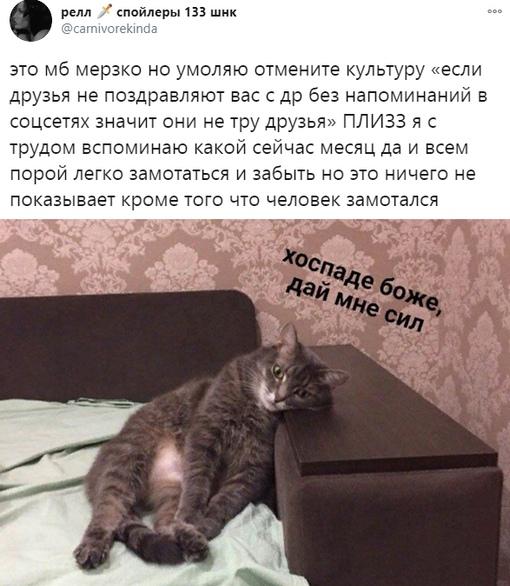 релл 🗡️ спойлеры 133 шнк
@carnivorekinda
это мб мерзко но умоляю отмените культуру «если
друзья не поздравляют вас с др без напоминаний в
соцсетях значит они не тру друзья» ПЛИЗЗ я с
трудом вспоминаю какой сейчас месяц да и всем
порой легко замотаться и забыть но это ничего не
показывает кроме того что человек замотался
хоспаде боже,
дай мне сил